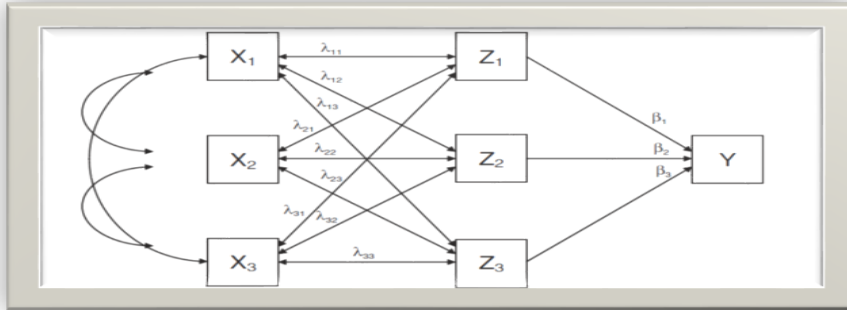 X₁ λ₁₁ Z₁
λ₁₂
λ₁₃
β₁
λ₂₁
X₂ λ₂₂ Z₂ β₂ Y
λ₂₃ β₃
λ₃₁ λ₃₂
X₃ λ₃₃ Z₃